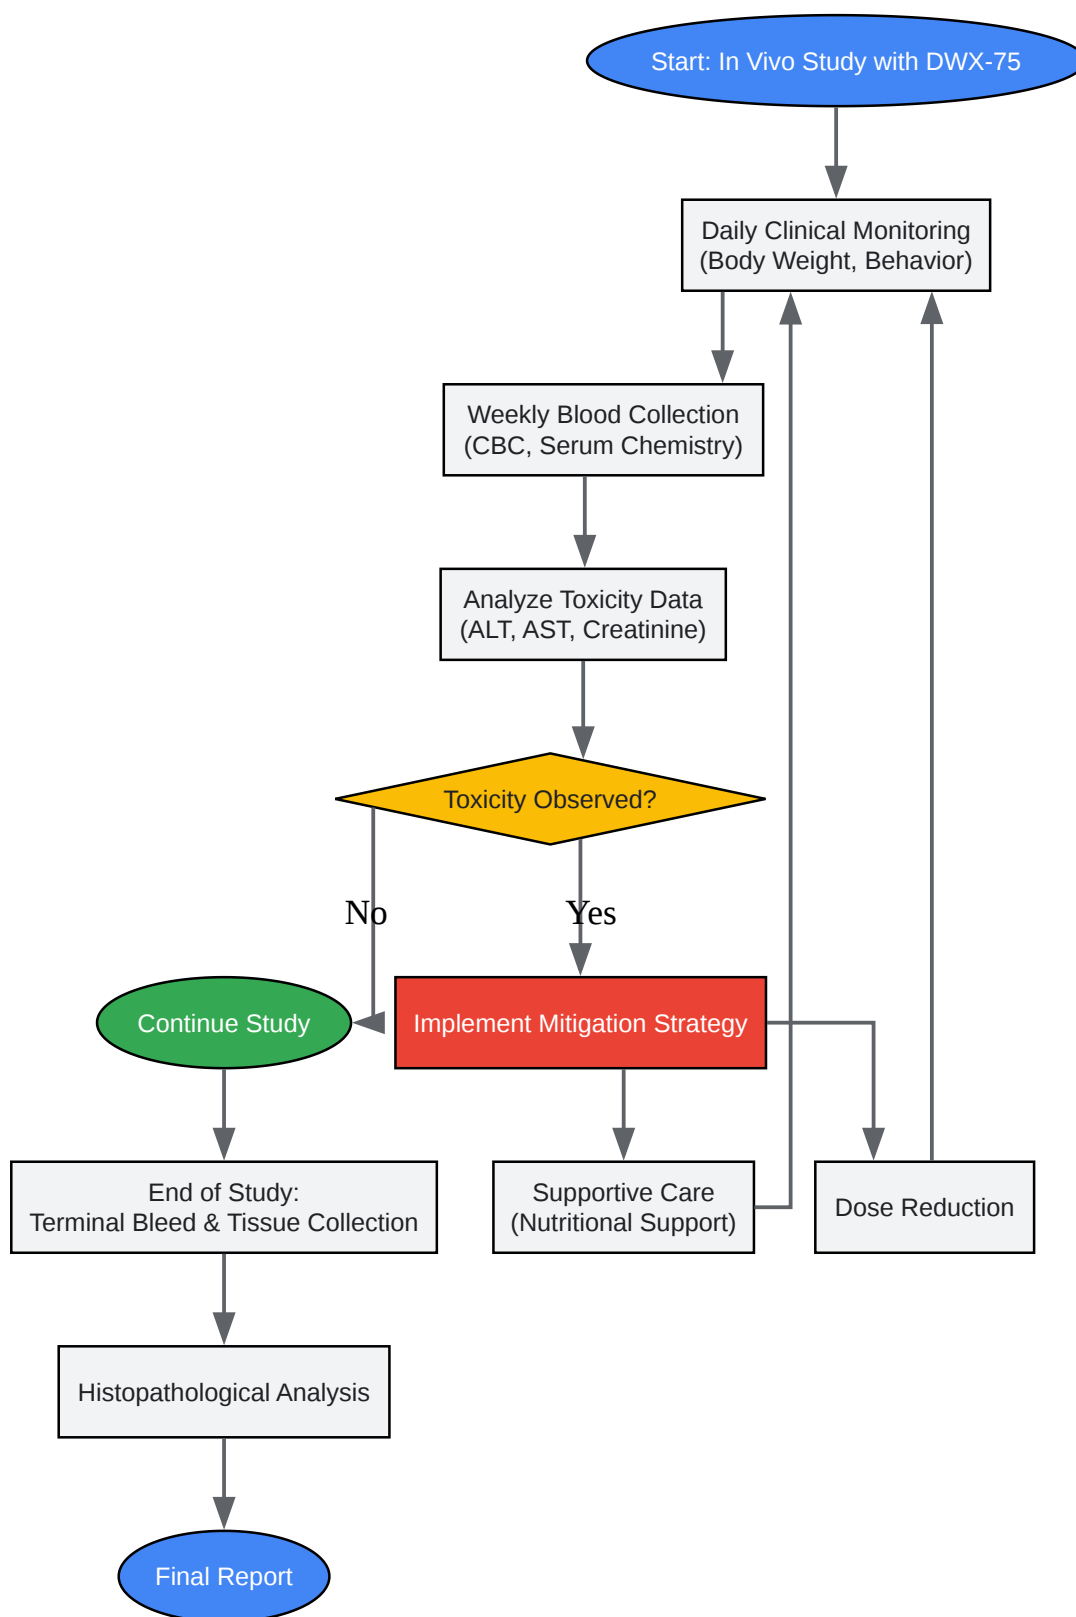 Start: In Vivo Study with DWX-75
Daily Clinical Monitoring
(Body Weight, Behavior)
Weekly Blood Collection
(CBC, Serum Chemistry)
Analyze Toxicity Data
(ALT, AST, Creatinine)
Toxicity Observed?
No
Yes
Continue Study
Implement Mitigation Strategy
End of Study:
Terminal Bleed & Tissue Collection
Supportive Care
(Nutritional Support)
Dose Reduction
Histopathological Analysis
Final Report